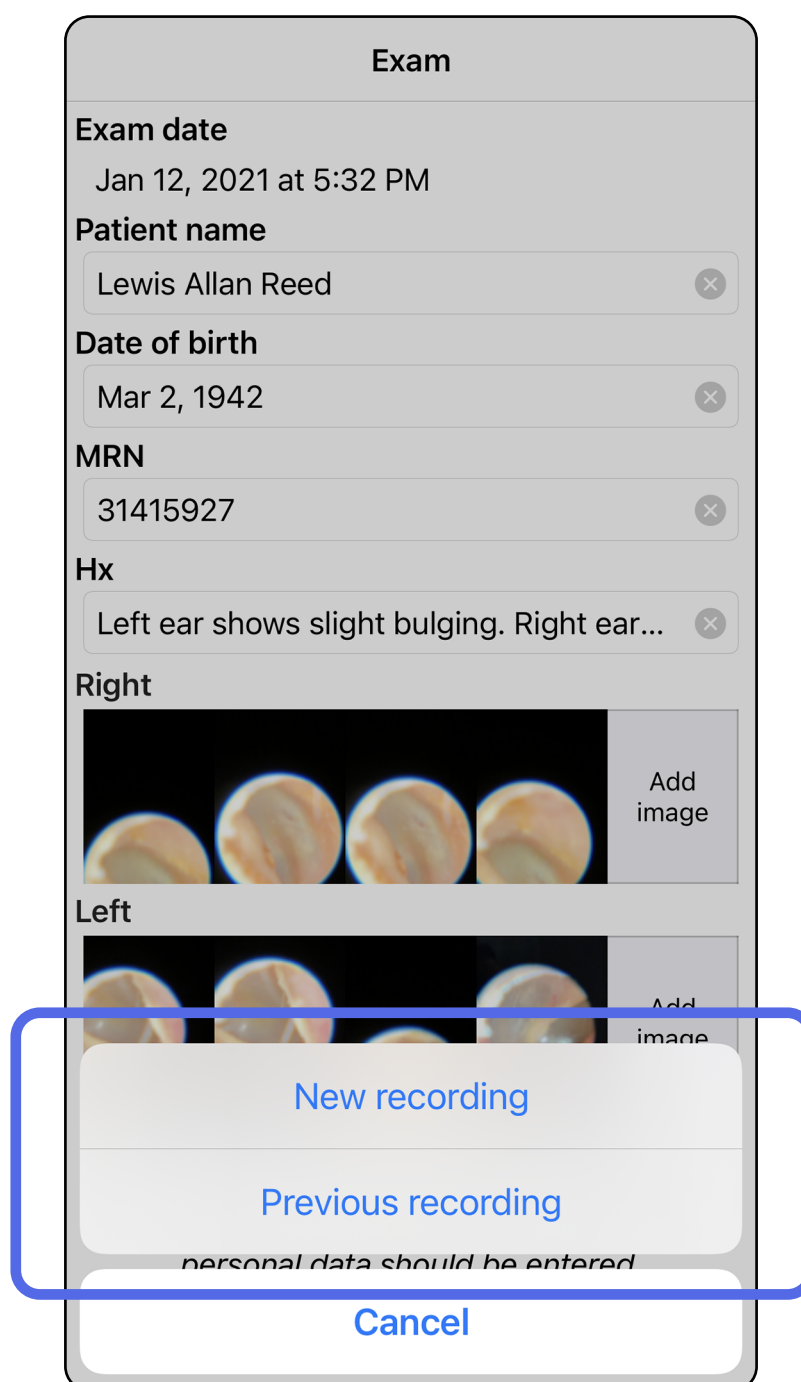 Exam
Exam date
Jan 12, 2021 at 5:32 PM
Patient name
Lewis Allan Reed
Date of birth
Mar 2, 1942
MRN
31415927
Hx
Left ear shows slight bulging. Right ear...
Right
Add
image
Left
Add
image
New recording
Previous recording
personal data should be entered
Cancel